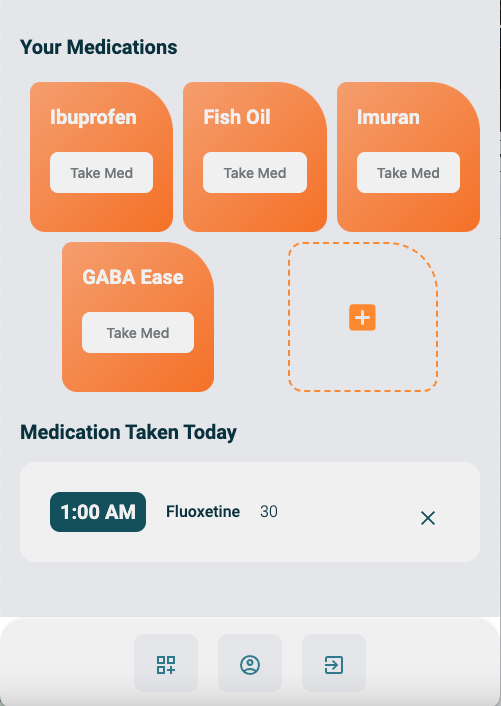 Your Medications
Ibuprofen
Fish Oil
Imuran
Take Med
Take Med
Take Med
GABA Ease
Take Med
Medication Taken Today
1:00 AM Fluoxetine 30